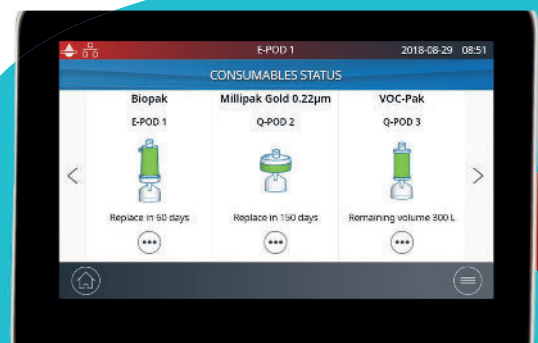 E-POD 1 2018-08-29 08:51
CONSUMABLES STATUS
Biopak Millipak Gold 0.22µm VOC-Pak
E-POD 1 Q-POD 2 Q-POD 3
Replace in 60 days Replace in 150 days Remaining volume 300 L